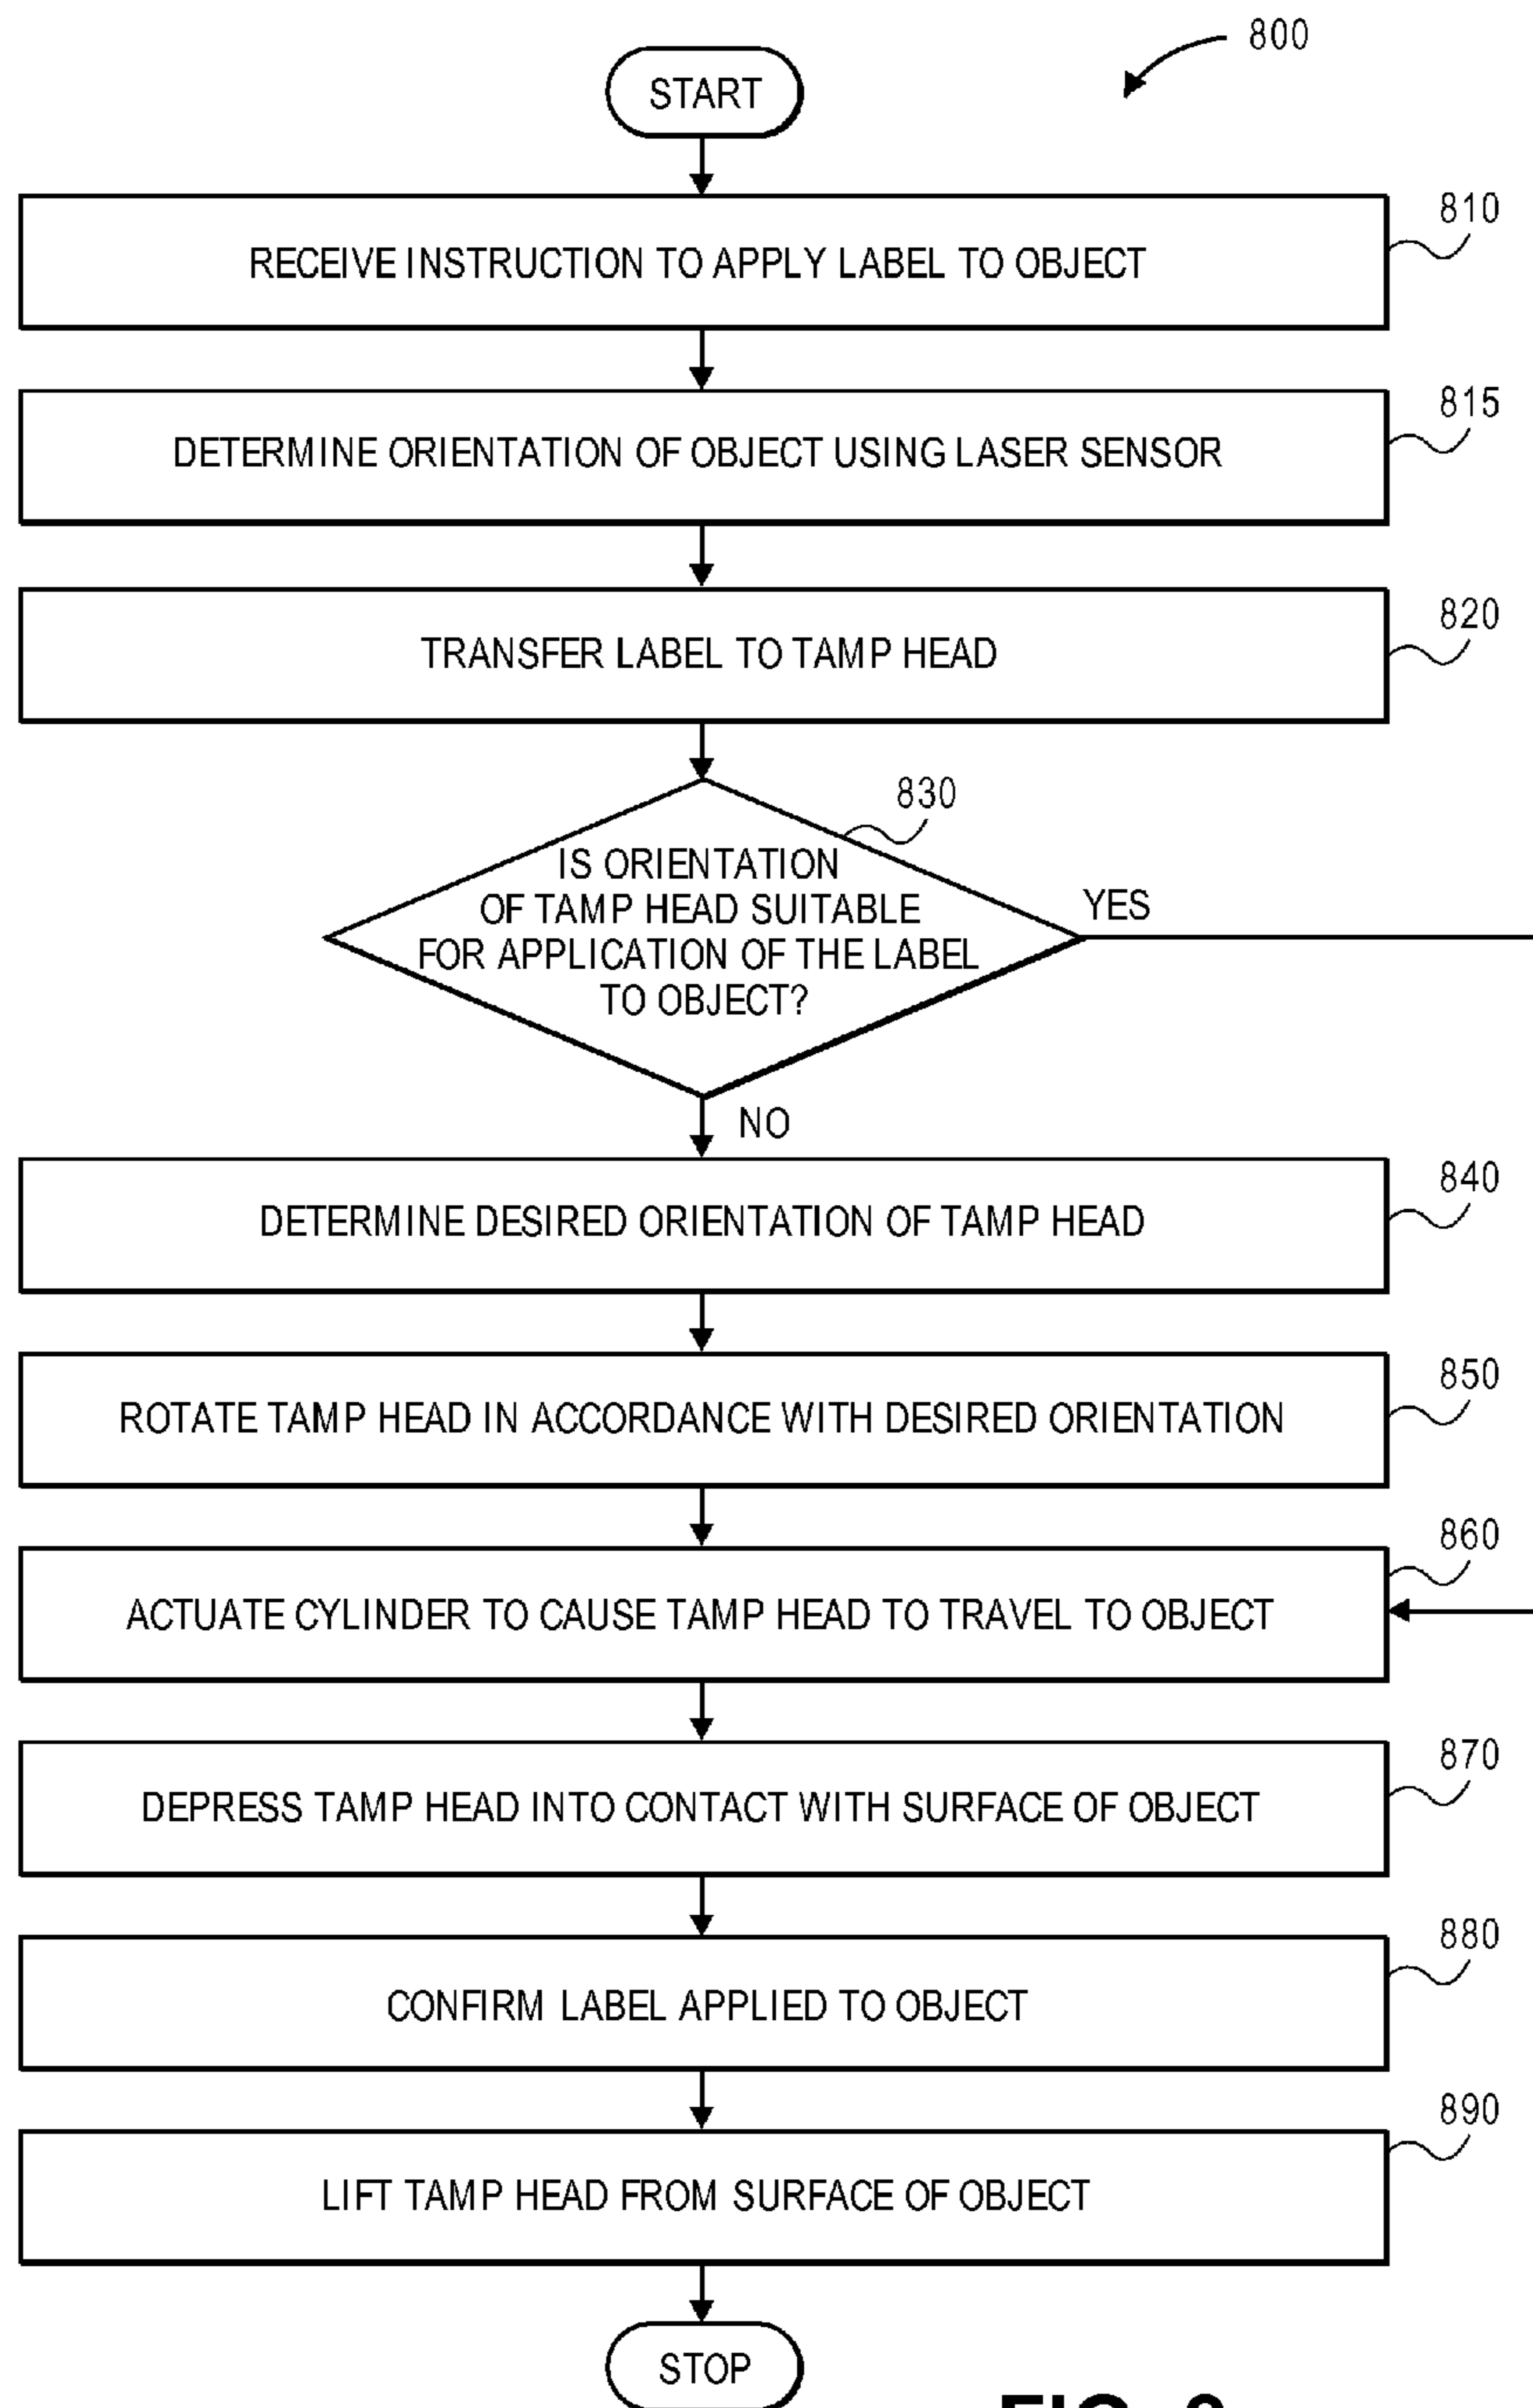 800
START
810
RECEIVE INSTRUCTION TO APPLY LABEL TO OBJECT
815
DETERMINE ORIENTATION OF OBJECT USING LASER SENSOR
820
TRANSFER LABEL TO TAMP HEAD
830
IS ORIENTATION
OF TAMP HEAD SUITABLE
FOR APPLICATION OF THE LABEL
TO OBJECT?
YES
NO
840
DETERMINE DESIRED ORIENTATION OF TAMP HEAD
850
ROTATE TAMP HEAD IN ACCORDANCE WITH DESIRED ORIENTATION
860
ACTUATE CYLINDER TO CAUSE TAMP HEAD TO TRAVEL TO OBJECT
870
DEPRESS TAMP HEAD INTO CONTACT WITH SURFACE OF OBJECT
880
CONFIRM LABEL APPLIED TO OBJECT
890
LIFT TAMP HEAD FROM SURFACE OF OBJECT
STOP